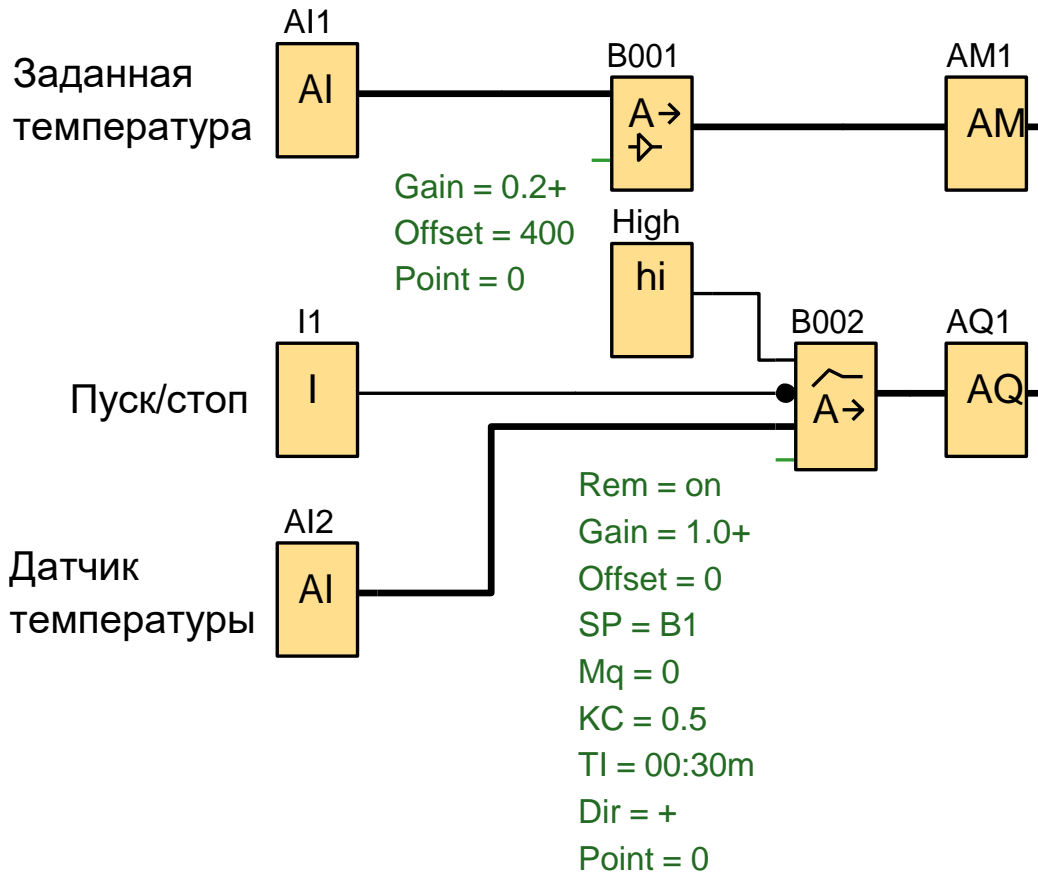 AI1
Заданная
температура
AI
B001
A
AM1
AM
Gain = 0.2+
Offset = 400
Point = 0
High
hi
I1
Пуск/стоп
I
B002
A
AQ1
AQ
Rem = on
Gain = 1.0+
Offset = 0
SP = B1
Mq = 0
KC = 0.5
TI = 00:30m
Dir = +
Point = 0
AI2
Датчик
температуры
AI